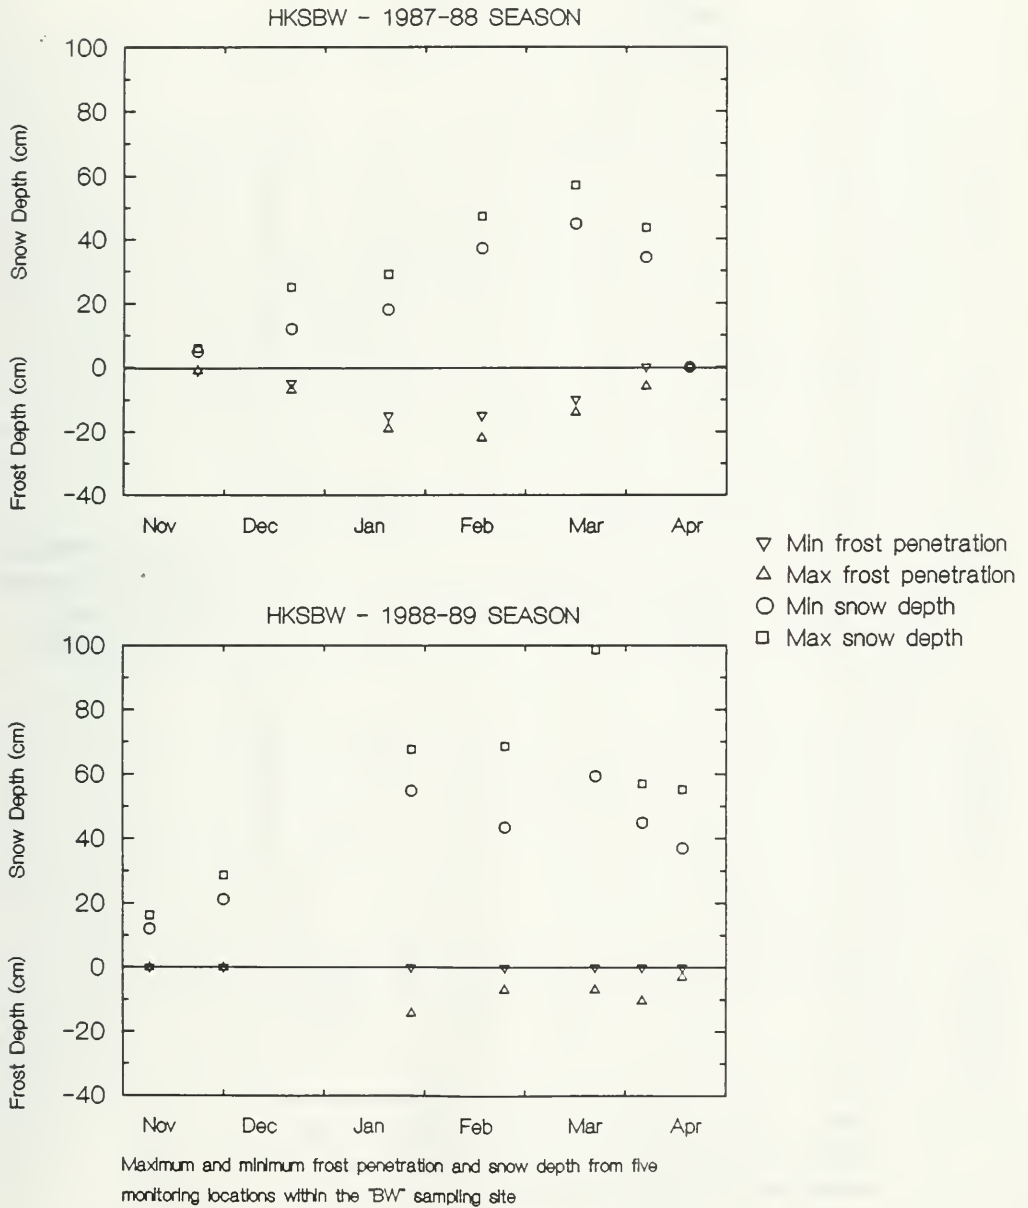 HKSBW - 1987-88 SEASON
100
80
60
40
20
0
-20
-40
Snow Depth (cm)
Frost Depth (cm)
Nov Dec Jan Feb Mar Apr
▽ Min frost penetration
△ Max frost penetration
○ Min snow depth
□ Max snow depth
HKSBW - 1988-89 SEASON
100
80
60
40
20
0
-20
-40
Snow Depth (cm)
Frost Depth (cm)
Nov Dec Jan Feb Mar Apr
Maximum and minimum frost penetration and snow depth from five
monitoring locations within the "BW" sampling site